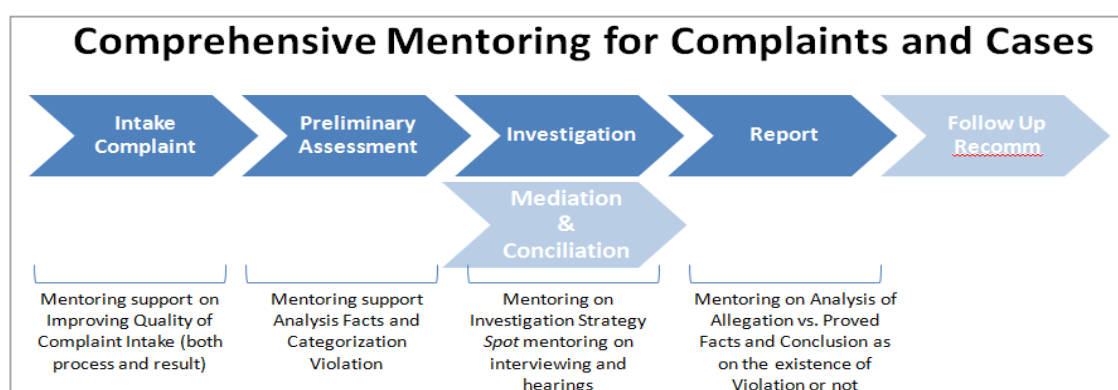 Comprehensive Mentoring for Complaints and Cases
Intake
Complaint
Preliminary
Assessment
Investigation
Report
Follow Up
Recomm
Mediation
&
Conciliation
Mentoring support on
Improving Quality of
Complaint Intake (both
process and result)
Mentoring support
Analysis Facts and
Categorization
Violation
Mentoring on
Investigation Strategy
Spot mentoring on
interviewing and
hearings
Mentoring on Analysis of
Allegation vs. Proved
Facts and Conclusion as
on the existence of
Violation or not